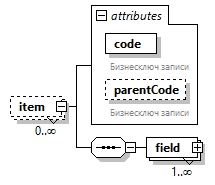 attributes
code
Бизнесключ записи
parentCode
Бизнесключ записи
item
0..∞
field
1..∞